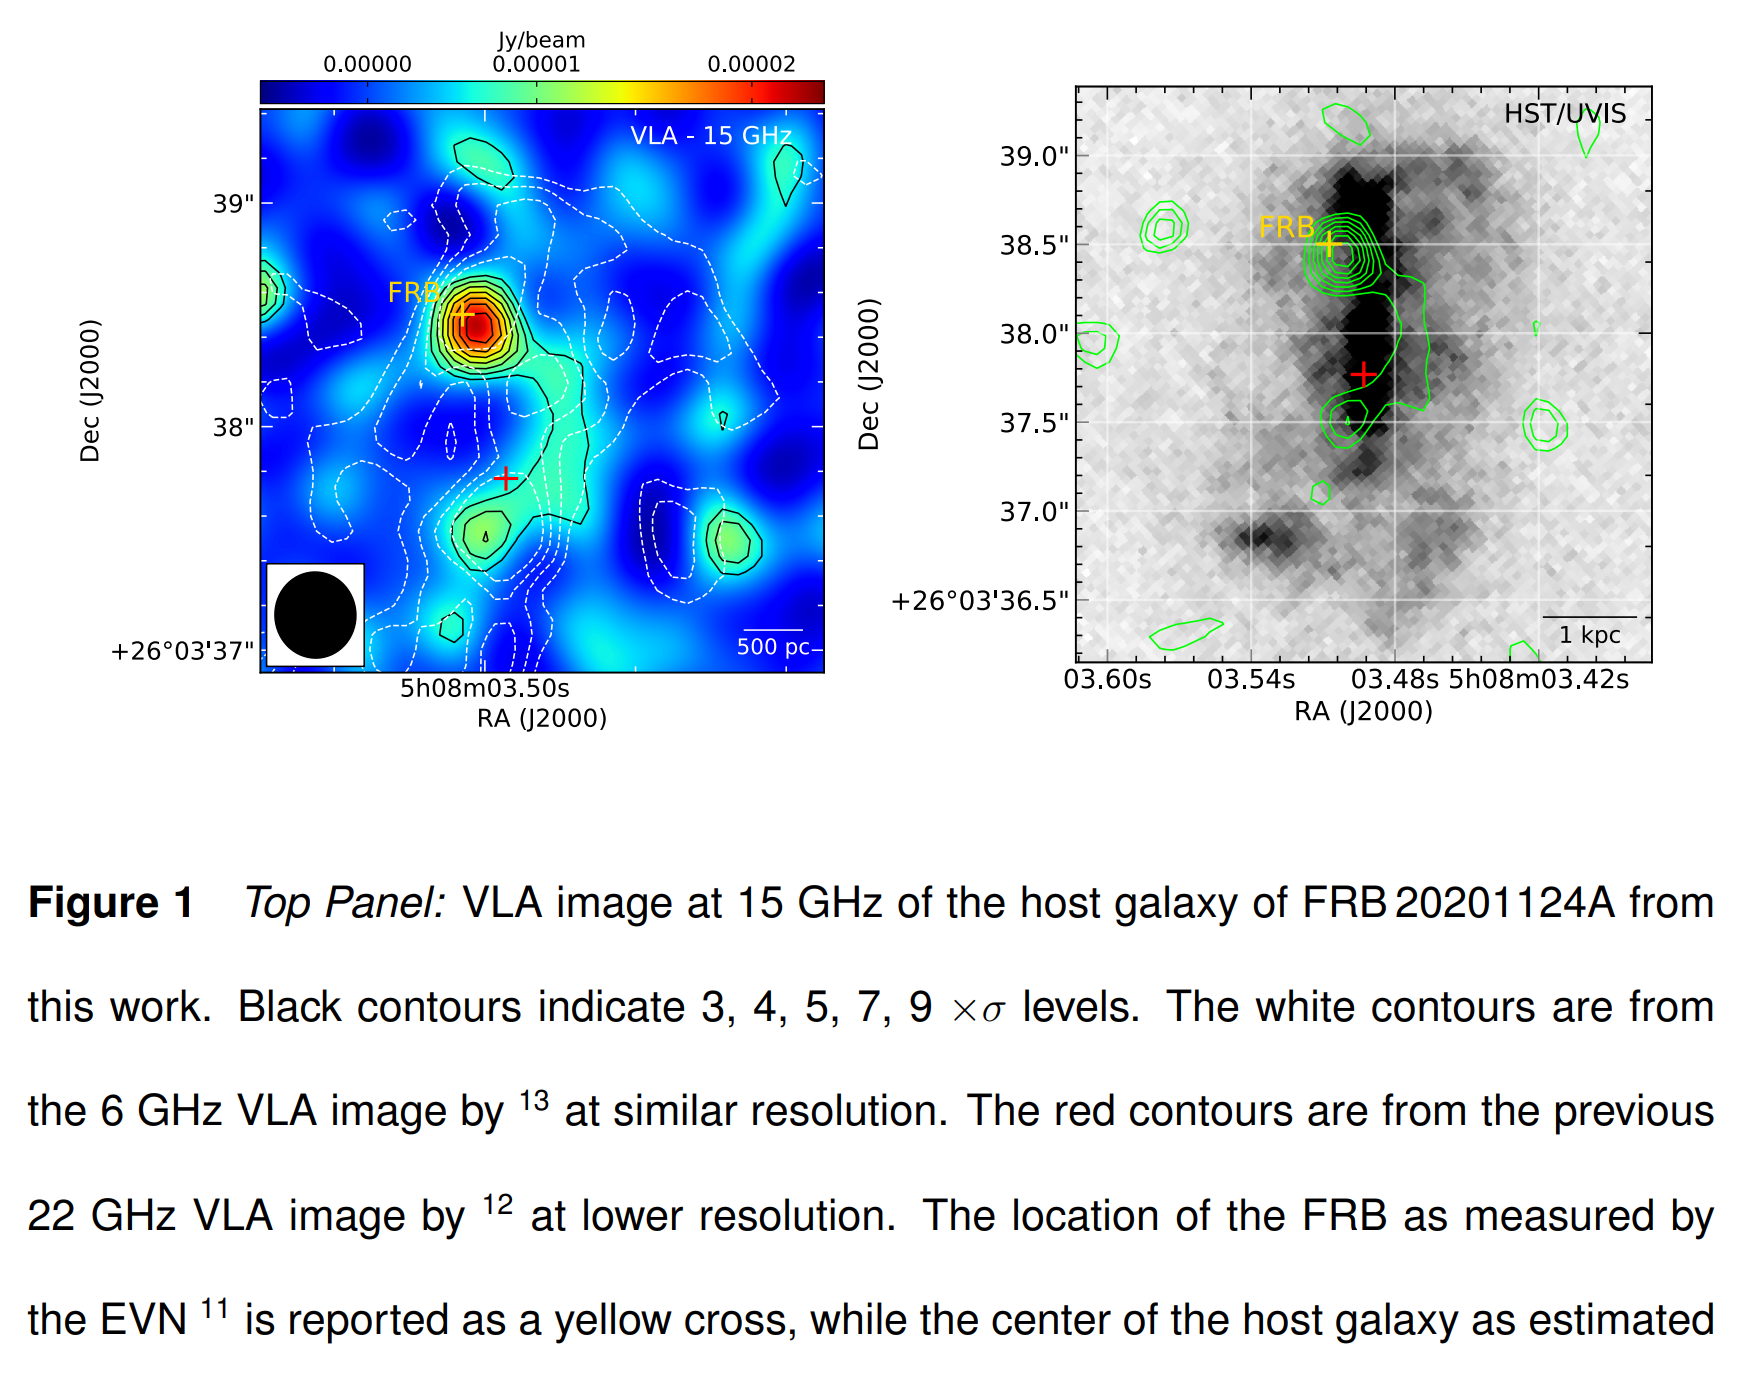 Jy/beam
0.00000 0.00001 0.00002
VLA - 15 GHz
FRB
39"
38"
+26°03'37"
Dec (J2000)
500 pc
5h08m03.50s
RA (J2000)
HST/UVIS
FRB
39.0"
38.5"
38.0"
37.5"
37.0"
+26°03'36.5"
Dec (J2000)
1 kpc
03.60s 03.54s 03.48s 5h08m03.42s
RA (J2000)
Figure 1 Top Panel: VLA image at 15 GHz of the host galaxy of FRB 20201124A from
this work. Black contours indicate 3, 4, 5, 7, 9 ×σ levels. The white contours are from
the 6 GHz VLA image by 13 at similar resolution. The red contours are from the previous
22 GHz VLA image by 12 at lower resolution. The location of the FRB as measured by
the EVN 11 is reported as a yellow cross, while the center of the host galaxy as estimated